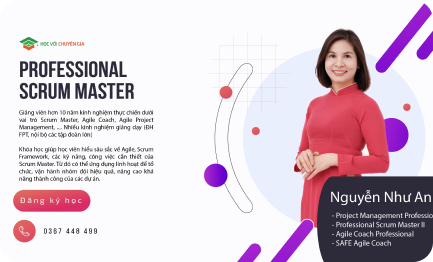 HỌC VỚI CHUYÊN GIA
PROFESSIONAL
SCRUM MASTER
Giảng viên hơn 10 năm kinh nghiệm thực chiến dưới
vai trò Scrum Master, Agile Coach, Agile Project
Management, .... Nhiều kinh nghiệm giảng dạy (ĐH
FPT, nội bộ các tập đoàn lớn)
Khóa học giúp học viên hiểu sâu sắc về Agile, Scrum
Framework, các kỹ năng, công việc cần thiết của
Scrum Master. Từ đó có thể ứng dụng linh hoạt để tổ
chức, vận hành nhóm đội hiệu quả, nâng cao khả
năng thành công của các dự án.
Đăng ký học
0367 448 499
Nguyễn Như An
- Project Management Professio
- Professional Scrum Master II
- Agile Coach Professional
- SAFE Agile Coach